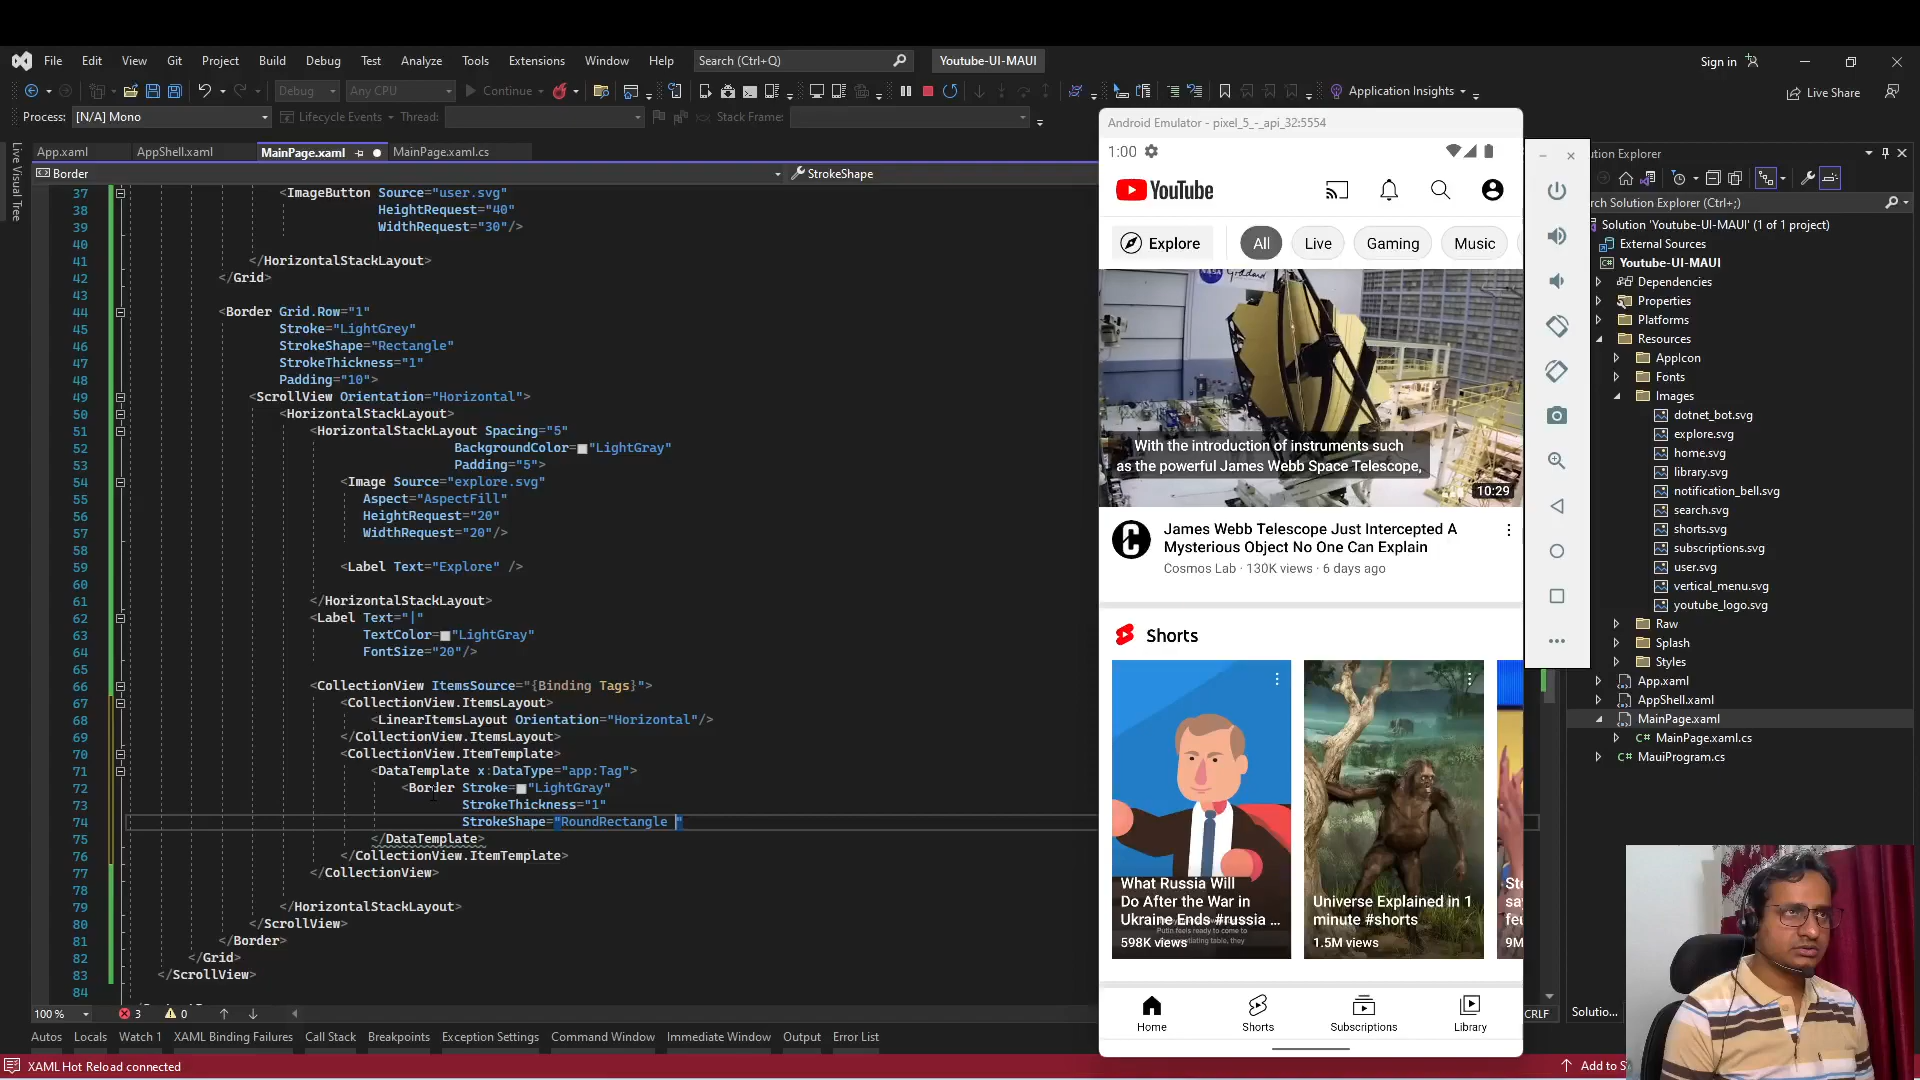 File Edit View Git Project Build Debug Test Analyze Tools Extensions Window Help Search (Ctrl+Q) Youtube-UI-MAUI Sign in
Debug Any CPU Continue Application Insights Live Share
Process: [N/A] Mono Lifecycle Events Thread: Stack Frame:
App.xaml AppShell.xaml MainPage.xaml MainPage.xaml.cs
Border StrokeShape
Live Visual Tree
37 <ImageButton Source="user.svg"
38 HeightRequest="40"
39 WidthRequest="30"/>
40
41 </HorizontalStackLayout>
42 </Grid>
43
44 <Border Grid.Row="1"
45 Stroke="LightGrey"
46 StrokeShape="Rectangle"
47 StrokeThickness="1"
48 Padding="10">
49 <ScrollView Orientation="Horizontal">
50 <HorizontalStackLayout>
51 <HorizontalStackLayout Spacing="5"
52 BackgroundColor="LightGray"
53 Padding="5">
54 <Image Source="explore.svg"
55 Aspect="AspectFill"
56 HeightRequest="20"
57 WidthRequest="20"/>
58
59 <Label Text="Explore" />
60
61 </HorizontalStackLayout>
62 <Label Text="|"
63 TextColor="LightGray"
64 FontSize="20"/>
65
66 <CollectionView ItemsSource="{Binding Tags}">
67 <CollectionView.ItemsLayout>
68 <LinearItemsLayout Orientation="Horizontal"/>
69 </CollectionView.ItemsLayout>
70 <CollectionView.ItemTemplate>
71 <DataTemplate x:DataType="app:Tag">
72 <Border Stroke="LightGray"
73 StrokeThickness="1"
74 StrokeShape="RoundRectangle "
75 </DataTemplate>
76 </CollectionView.ItemTemplate>
77 </CollectionView>
78
79 </HorizontalStackLayout>
80 </ScrollView>
81 </Border>
82 </Grid>
83 </ScrollView>
84
100 % 3 0
CRLF
Autos Locals Watch 1 XAML Binding Failures Call Stack Breakpoints Exception Settings Command Window Immediate Window Output Error List
XAML Hot Reload connected
Add to S
Android Emulator - pixel_5_-_api_32:5554
1:00
YouTube
Explore All Live Gaming Music
NASA Goddard
With the introduction of instruments such
as the powerful James Webb Space Telescope,
10:29
James Webb Telescope Just Intercepted A
Mysterious Object No One Can Explain
Cosmos Lab · 130K views · 6 days ago
Shorts
What Russia Will
Do After the War in
Ukraine Ends #russia ...
598K views
Universe Explained in 1
minute #shorts
1.5M views
9M
Home Shorts Subscriptions Library
ution Explorer
rch Solution Explorer (Ctrl+;)
Solution 'Youtube-UI-MAUI' (1 of 1 project)
External Sources
Youtube-UI-MAUI
Dependencies
Properties
Platforms
Resources
AppIcon
Fonts
Images
dotnet_bot.svg
explore.svg
home.svg
library.svg
notification_bell.svg
search.svg
shorts.svg
subscriptions.svg
user.svg
vertical_menu.svg
youtube_logo.svg
Raw
Splash
Styles
App.xaml
AppShell.xaml
MainPage.xaml
MainPage.xaml.cs
MauiProgram.cs
Solutio...